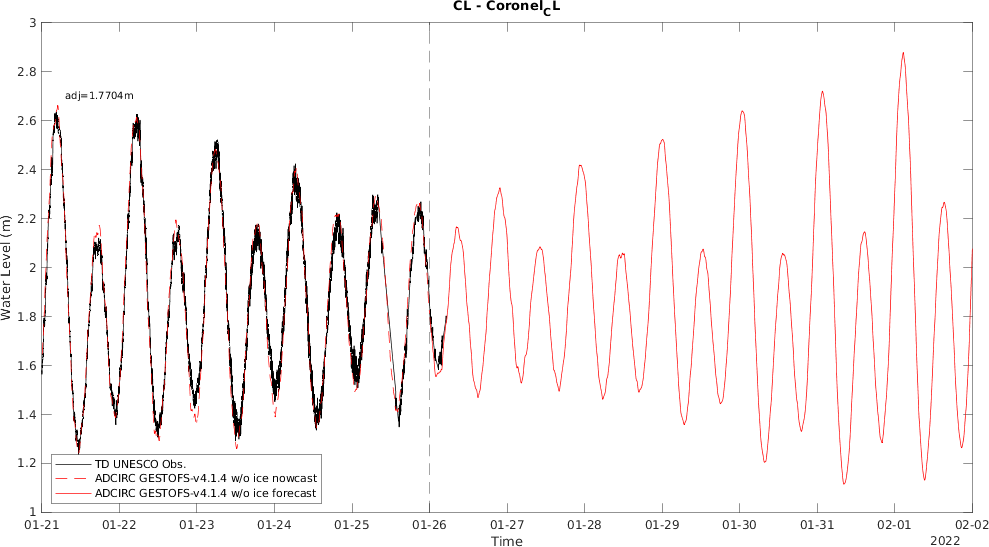 CL - Coronel_CL
3
2.8
2.6
2.4
2.2
2
1.8
1.6
1.4
1.2
1
Water Level (m)
adj=1.7704m
TD UNESCO Obs.
ADCIRC GESTOFS-v4.1.4 w/o ice nowcast
ADCIRC GESTOFS-v4.1.4 w/o ice forecast
01-21 01-22 01-23 01-24 01-25 01-26 01-27 01-28 01-29 01-30 01-31 02-01 02-02
Time
2022